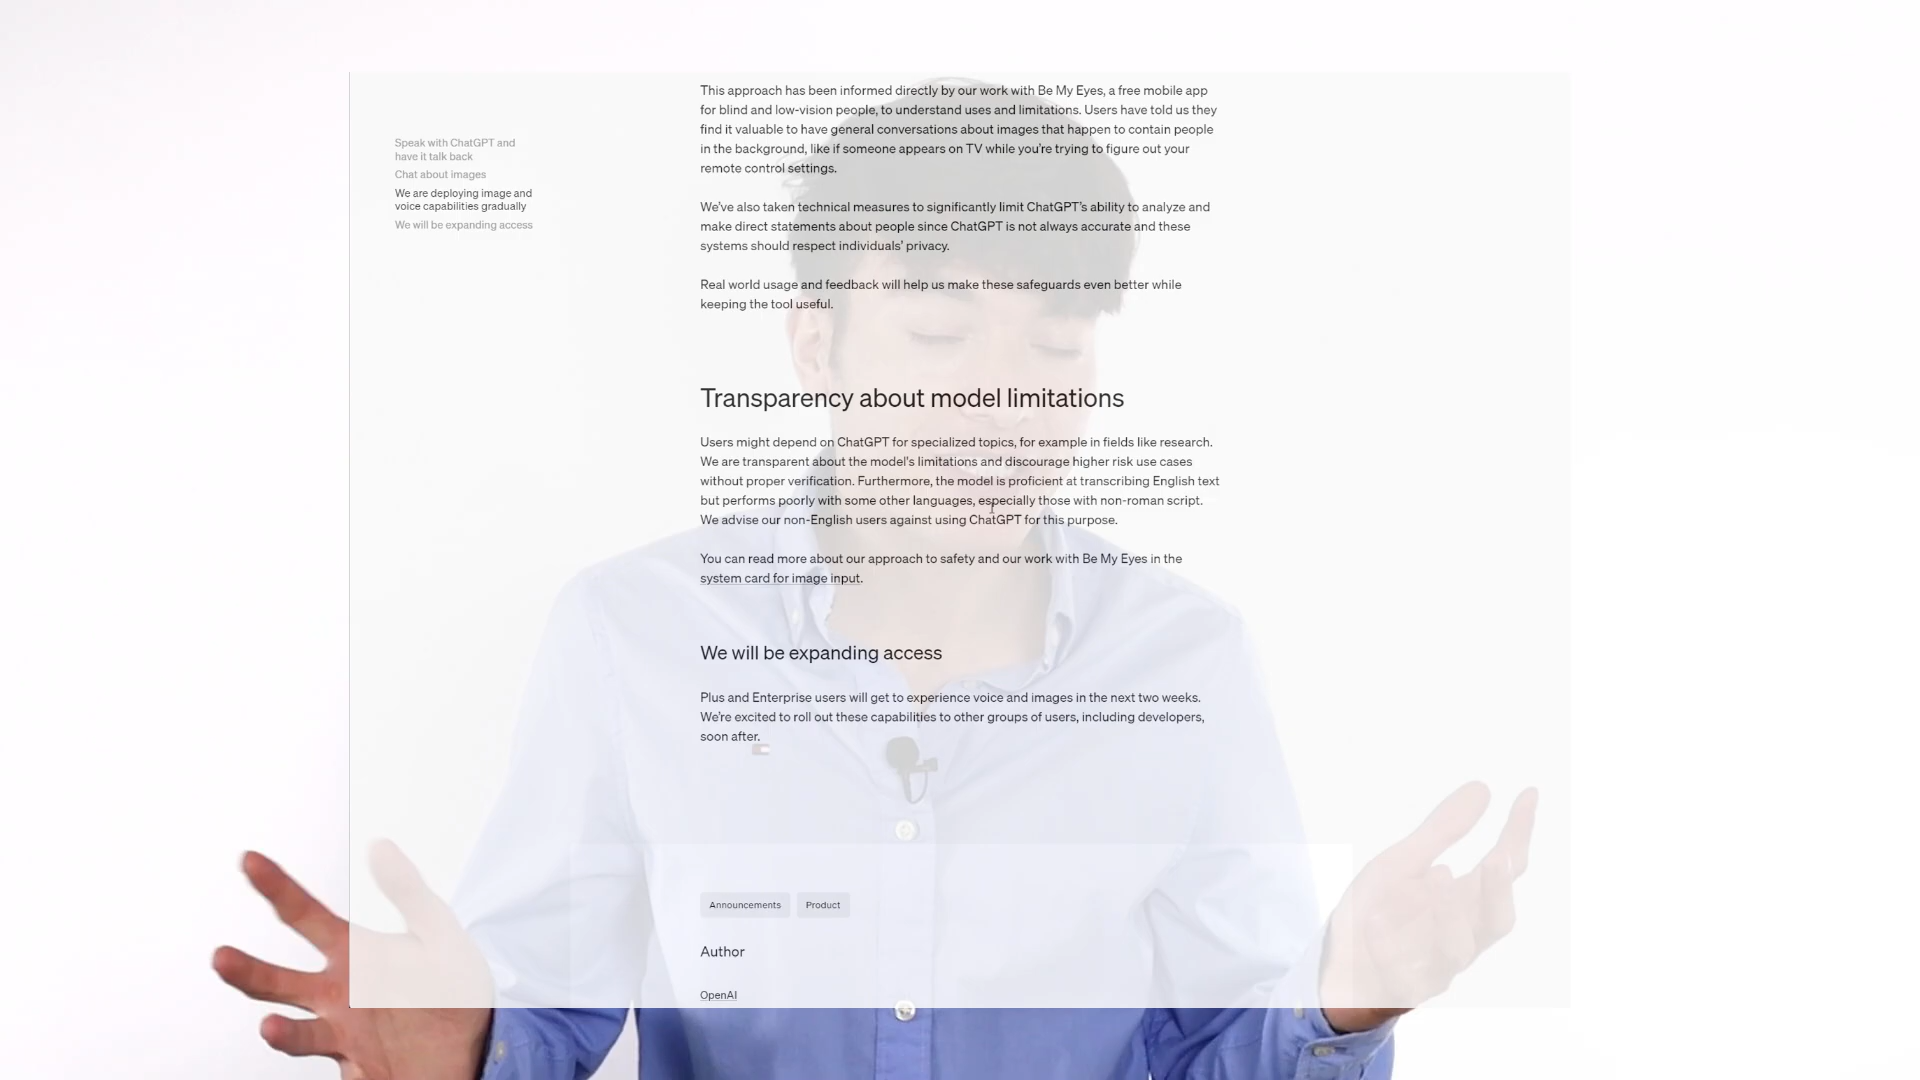 This approach has been informed directly by our work with Be My Eyes, a free mobile app
for blind and low-vision people, to understand uses and limitations. Users have told us they
find it valuable to have general conversations about images that happen to contain people
in the background, like if someone appears on TV while you're trying to figure out your
remote control settings.
Speak with ChatGPT and
have it talk back
Chat about images
We are deploying image and
voice capabilities gradually
We will be expanding access
We've also taken technical measures to significantly limit ChatGPT's ability to analyze and
make direct statements about people since ChatGPT is not always accurate and these
systems should respect individuals' privacy.
Real world usage and feedback will help us make these safeguards even better while
keeping the tool useful.
Transparency about model limitations
Users might depend on ChatGPT for specialized topics, for example in fields like research.
We are transparent about the model's limitations and discourage higher risk use cases
without proper verification. Furthermore, the model is proficient at transcribing English text
but performs poorly with some other languages, especially those with non-roman script.
We advise our non-English users against using ChatGPT for this purpose.
You can read more about our approach to safety and our work with Be My Eyes in the
system card for image input.
We will be expanding access
Plus and Enterprise users will get to experience voice and images in the next two weeks.
We're excited to roll out these capabilities to other groups of users, including developers,
soon after.
Announcements
Product
Author
OpenAI